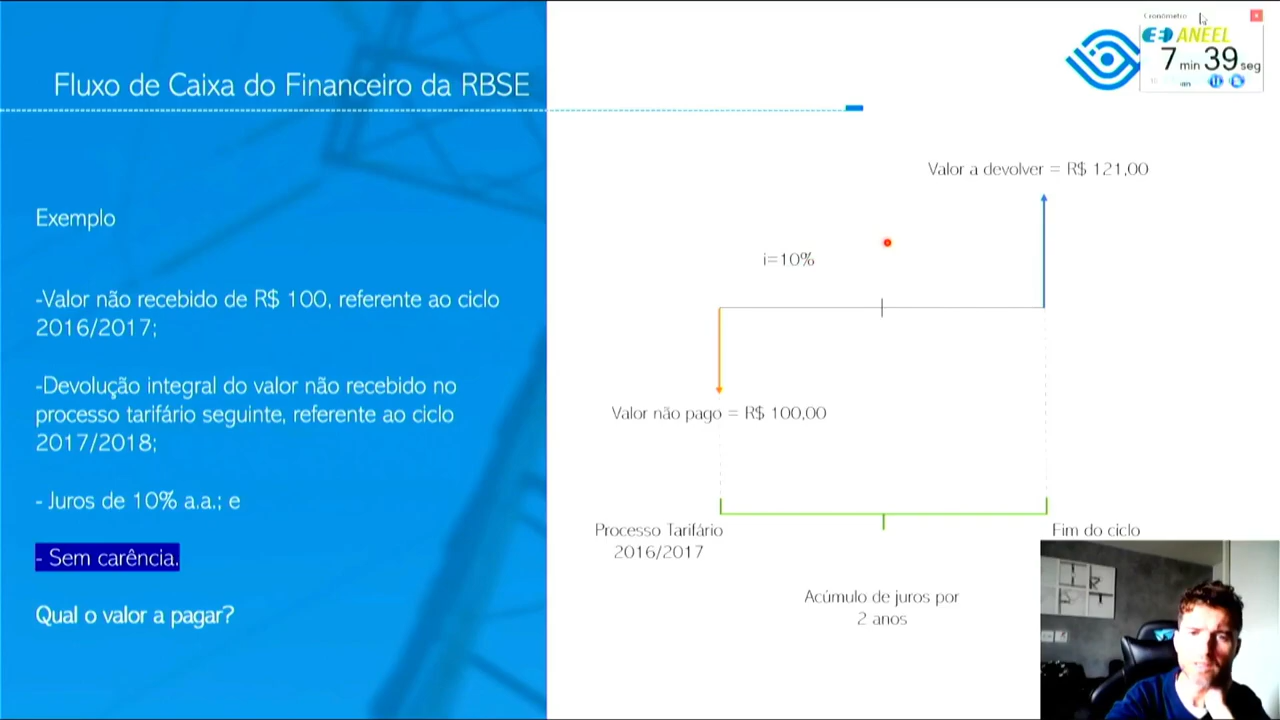 Cronômetro
ANEEL
7 min 39 seg
Fluxo de Caixa do Financeiro da RBSE
Exemplo
-Valor não recebido de R$ 100, referente ao ciclo
2016/2017;
-Devolução integral do valor não recebido no
processo tarifário seguinte, referente ao ciclo
2017/2018;
- Juros de 10% a.a.; e
- Sem carência.
Qual o valor a pagar?
Valor a devolver = R$ 121,00
i=10%
Valor não pago = R$ 100,00
Processo Tarifário
2016/2017
Fim do ciclo
Acúmulo de juros por
2 anos